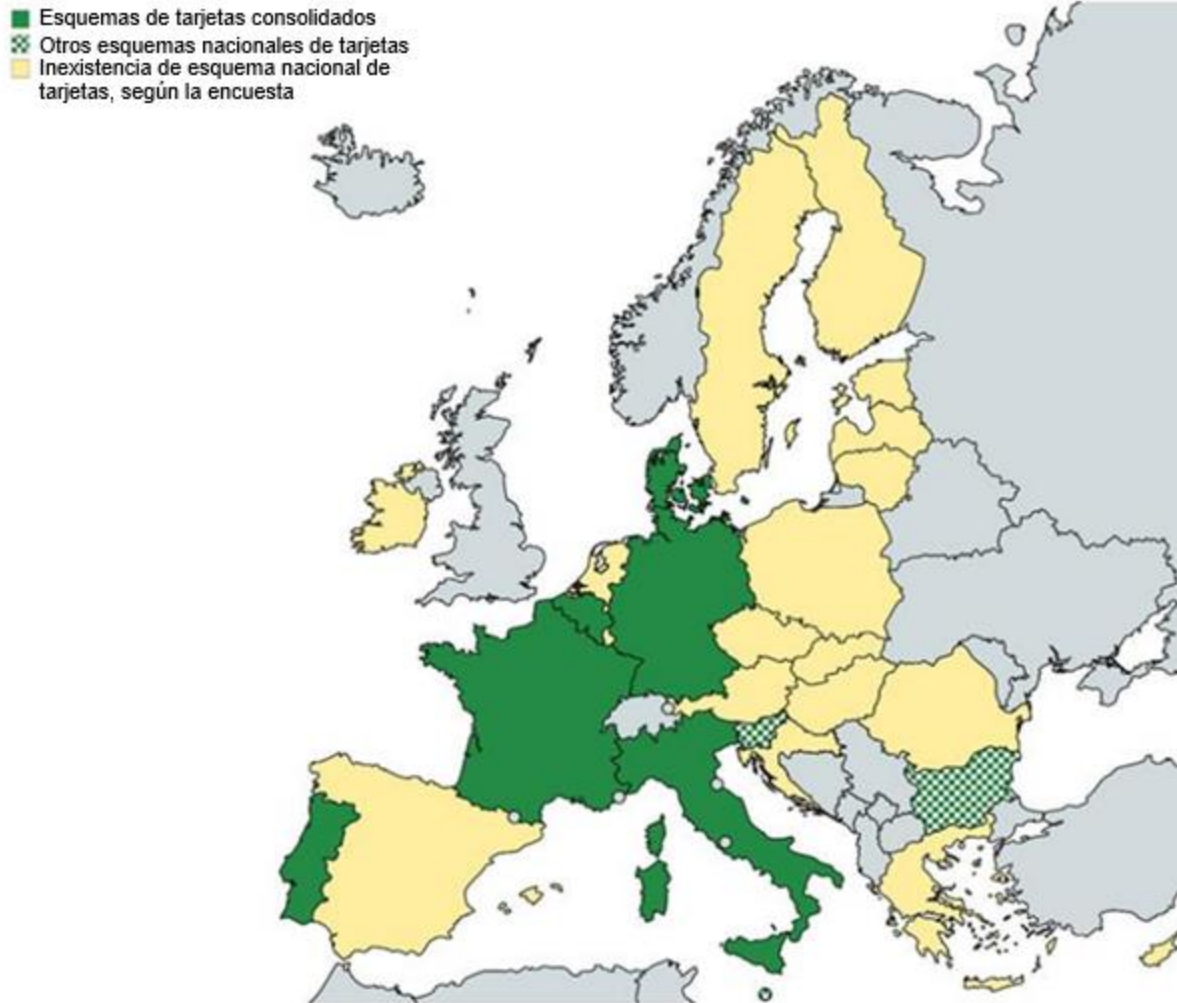 Esquemas de tarjetas consolidados
Otros esquemas nacionales de tarjetas
Inexistencia de esquema nacional de
tarjetas, según la encuesta